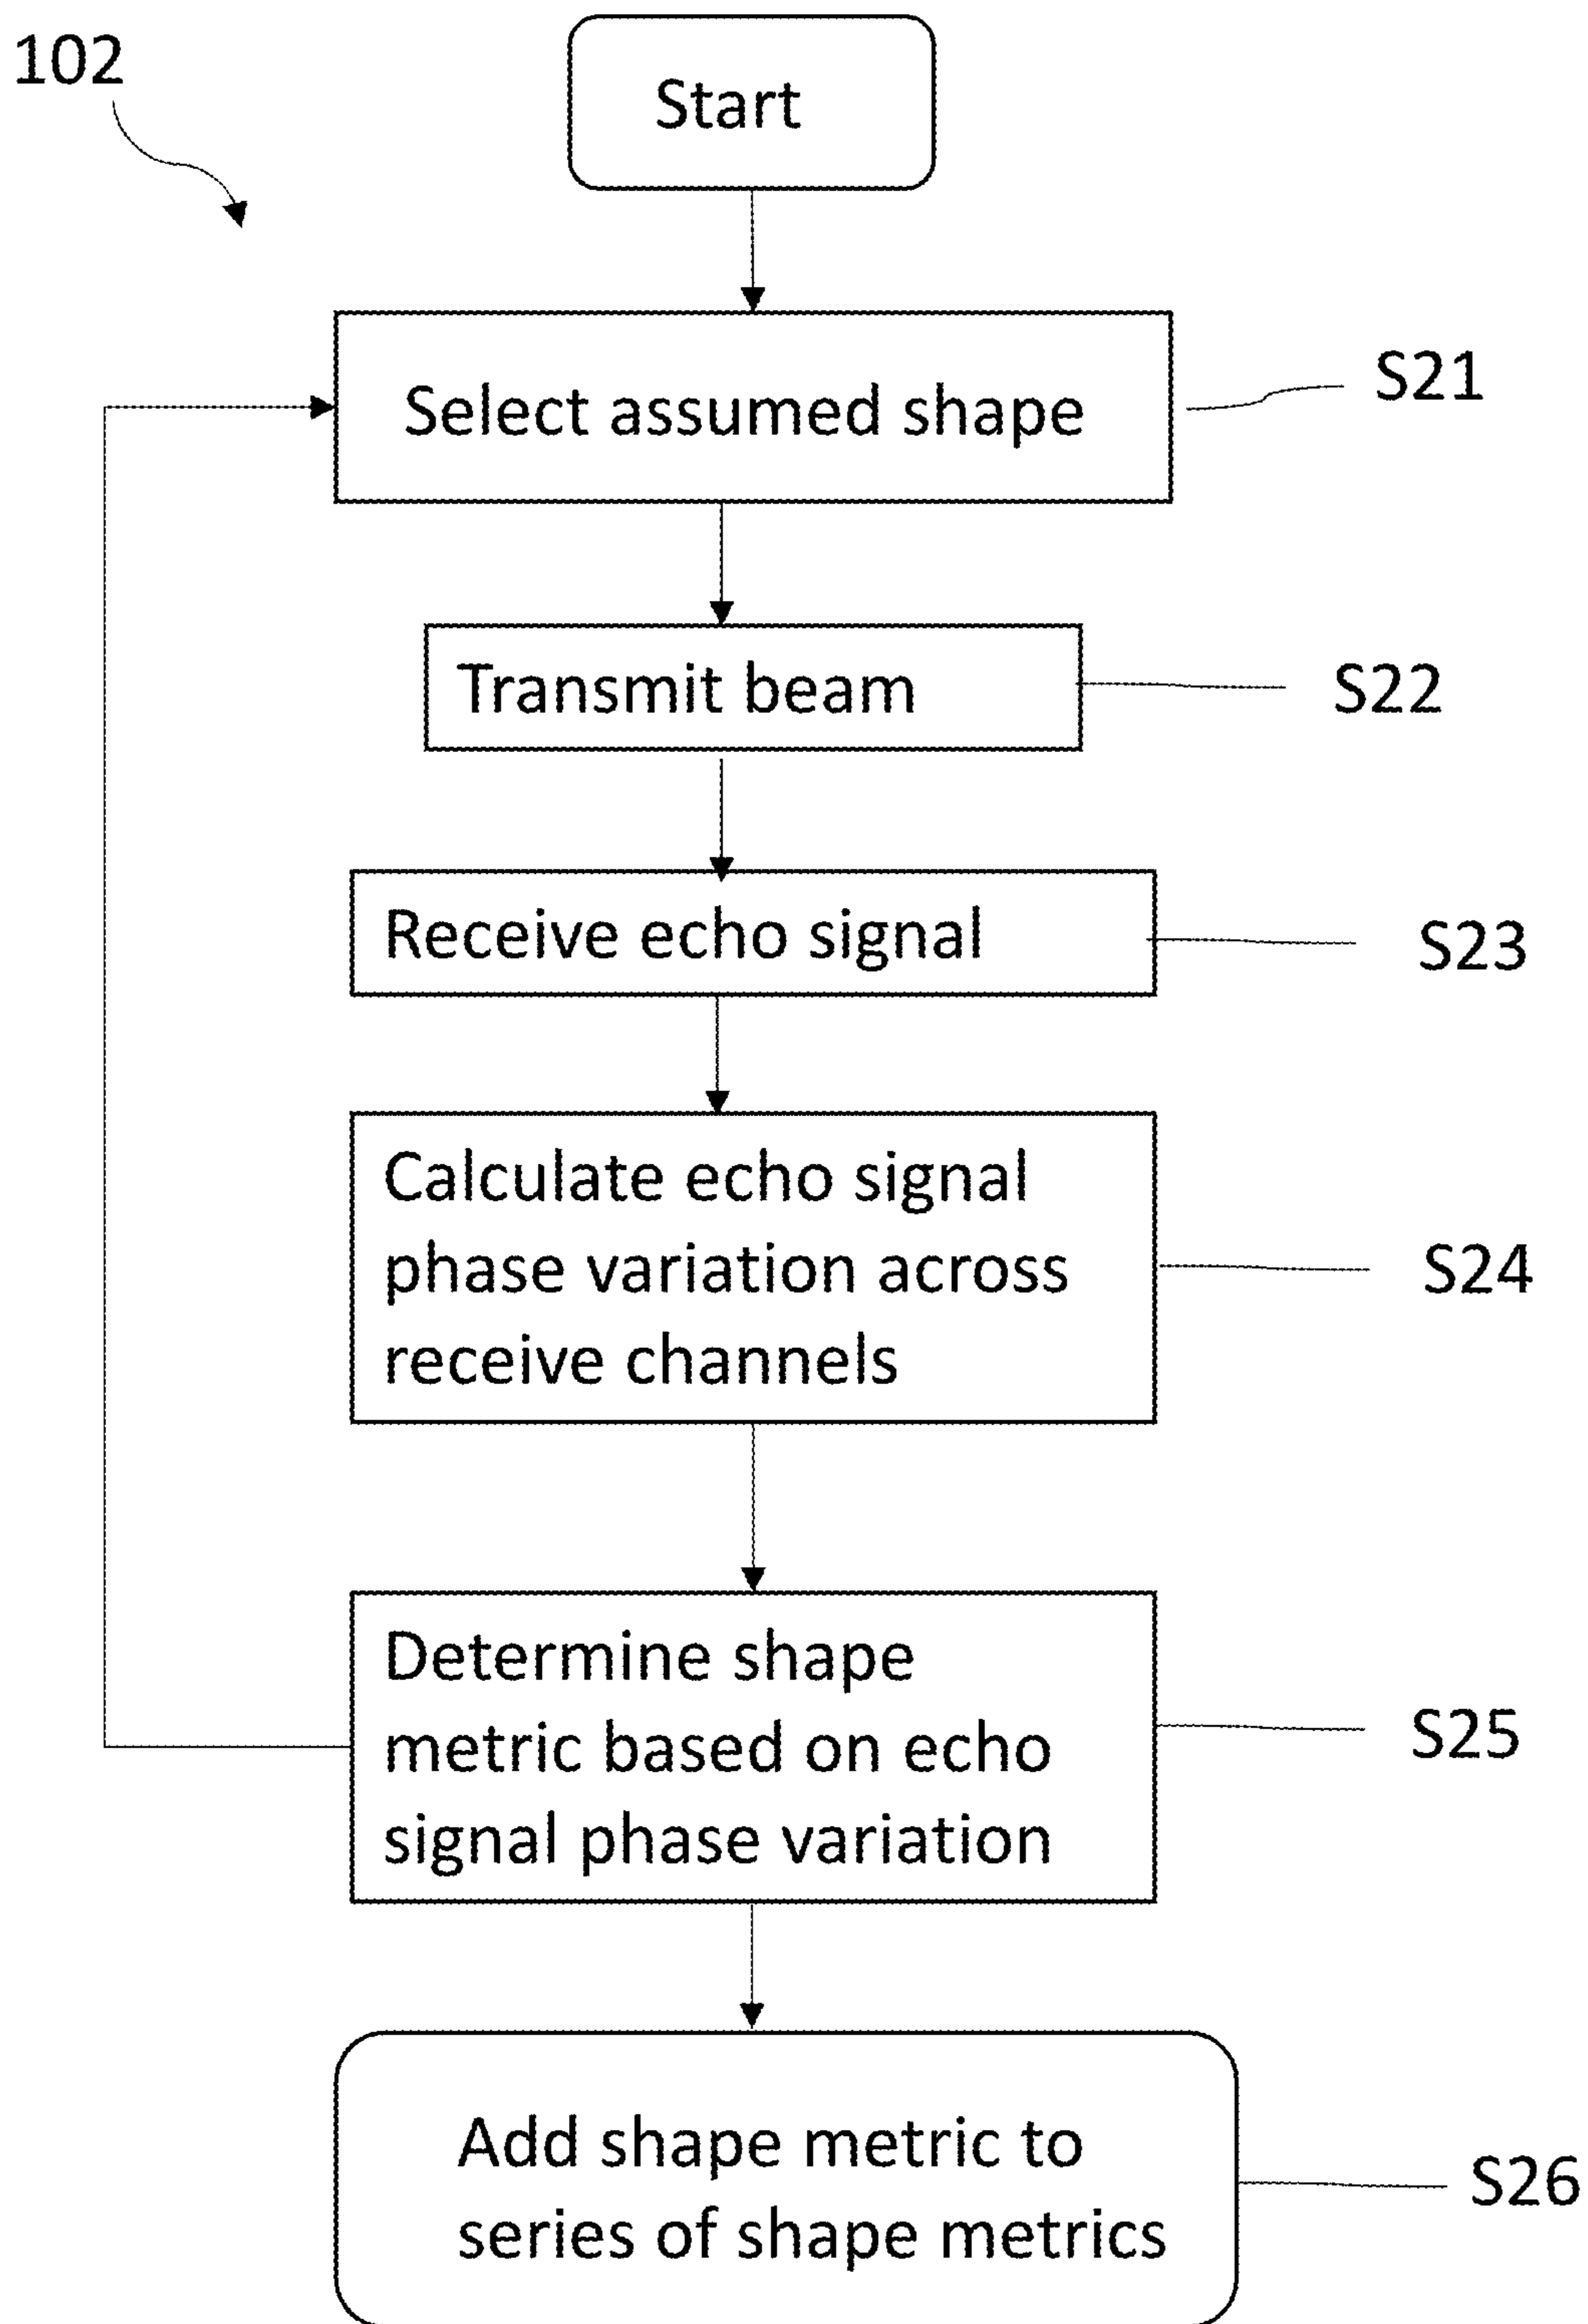 102
Start
Select assumed shape
S21
Transmit beam
S22
Receive echo signal
S23
Calculate echo signal
phase variation across
receive channels
S24
Determine shape
metric based on echo
signal phase variation
S25
Add shape metric to
series of shape metrics
S26